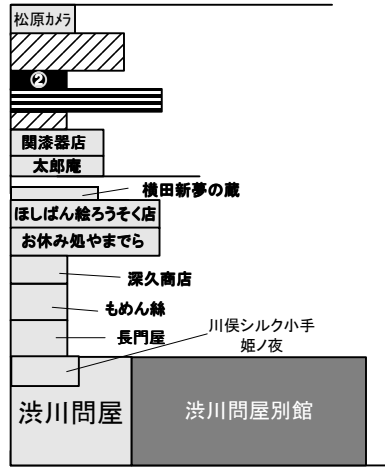 松原カメラ
②
関漆器店
太郎庵
横田新夢の蔵
ほしばん絵ろうそく店
お休み処やまでら
深久商店
もめん絲
長門屋
川俣シルク小手
姫ノ夜
渋川問屋
渋川問屋別館